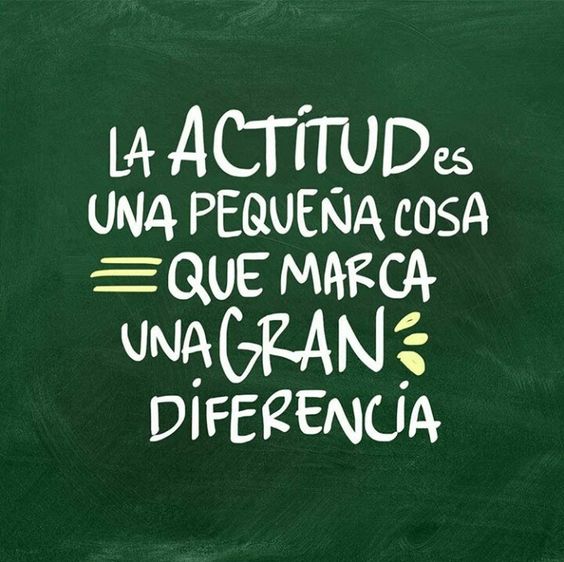 LA ACTITUD es
UNA PEQUEÑA COSA
QUE MARCA
UNA GRAN
DIFERENCIA